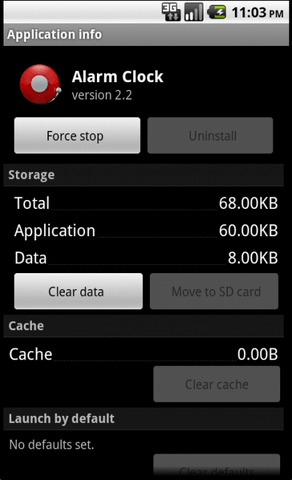 3G 11:03 PM
Application info
Alarm Clock
version 2.2
Force stop Uninstall
Storage
Total 68.00KB
Application 60.00KB
Data 8.00KB
Clear data Move to SD card
Cache
Cache 0.00B
Clear cache
Launch by default
No defaults set.
Clear defaults